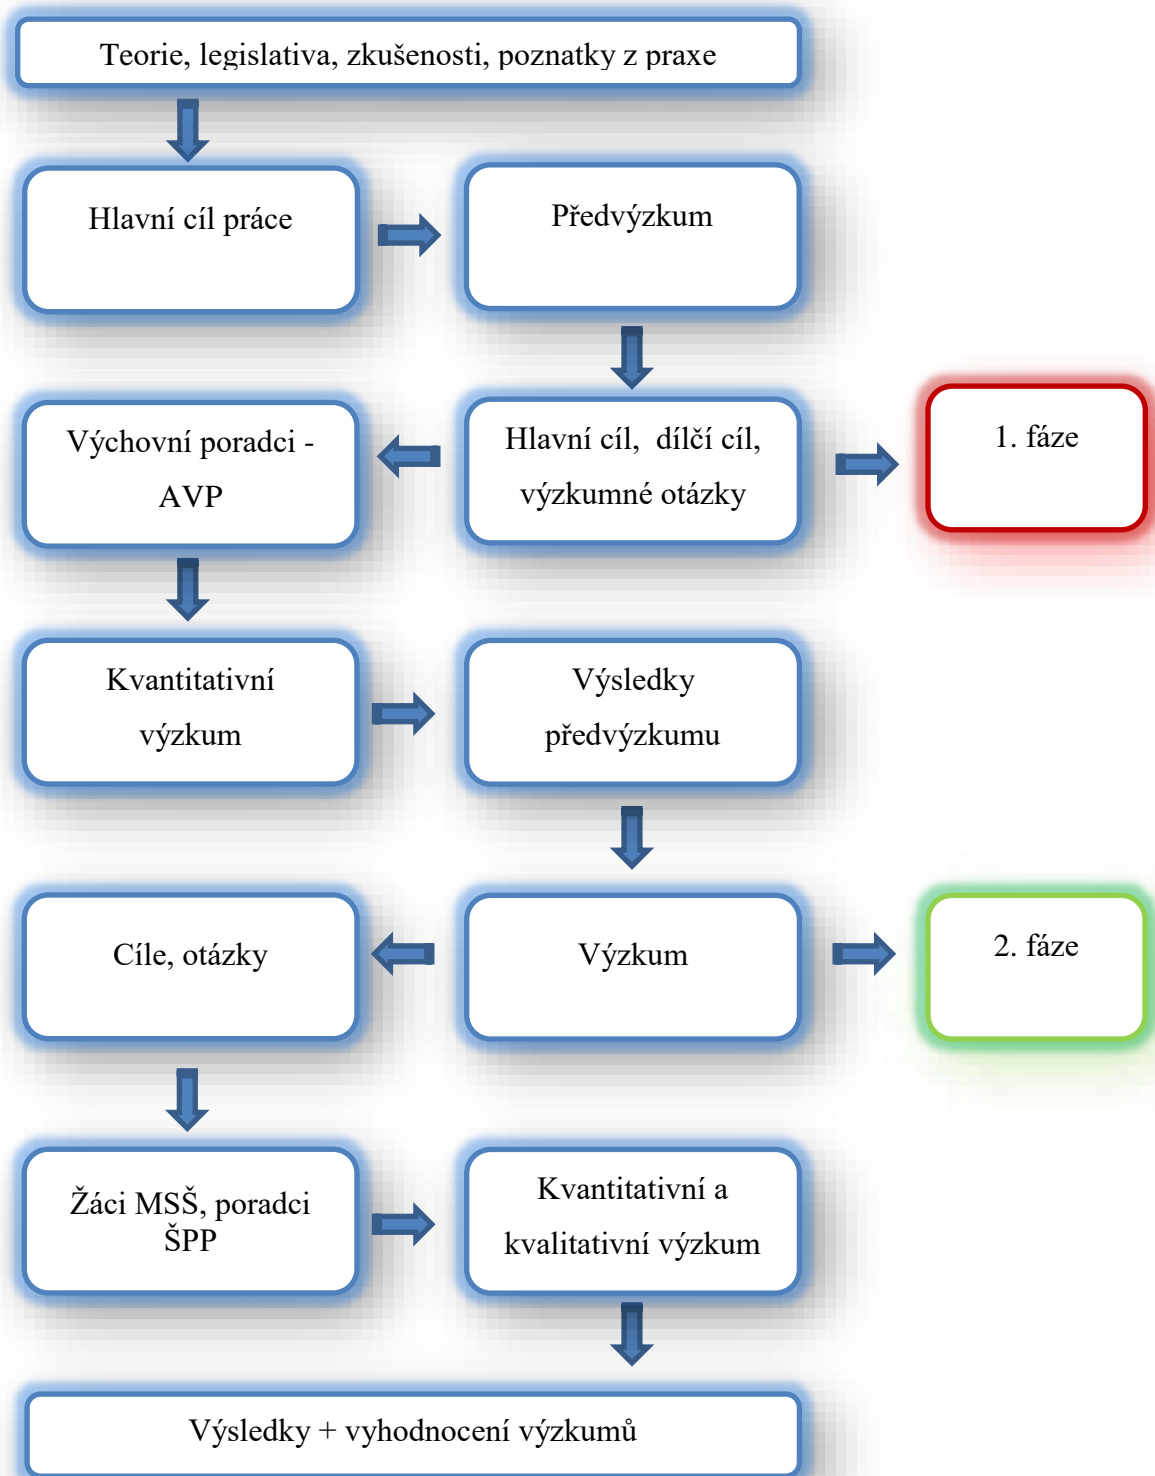 Teorie, legislativa, zkušenosti, poznatky z praxe
Hlavní cíl práce
Předvýzkum
Výchovní poradci -
AVP
Hlavní cíl, dílčí cíl,
výzkumné otázky
1. fáze
Kvantitativní
výzkum
Výsledky
předvýzkumu
Cíle, otázky
Výzkum
2. fáze
Žáci MSŠ, poradci
ŠPP
Kvantitativní a
kvalitativní výzkum
Výsledky + vyhodnocení výzkumů